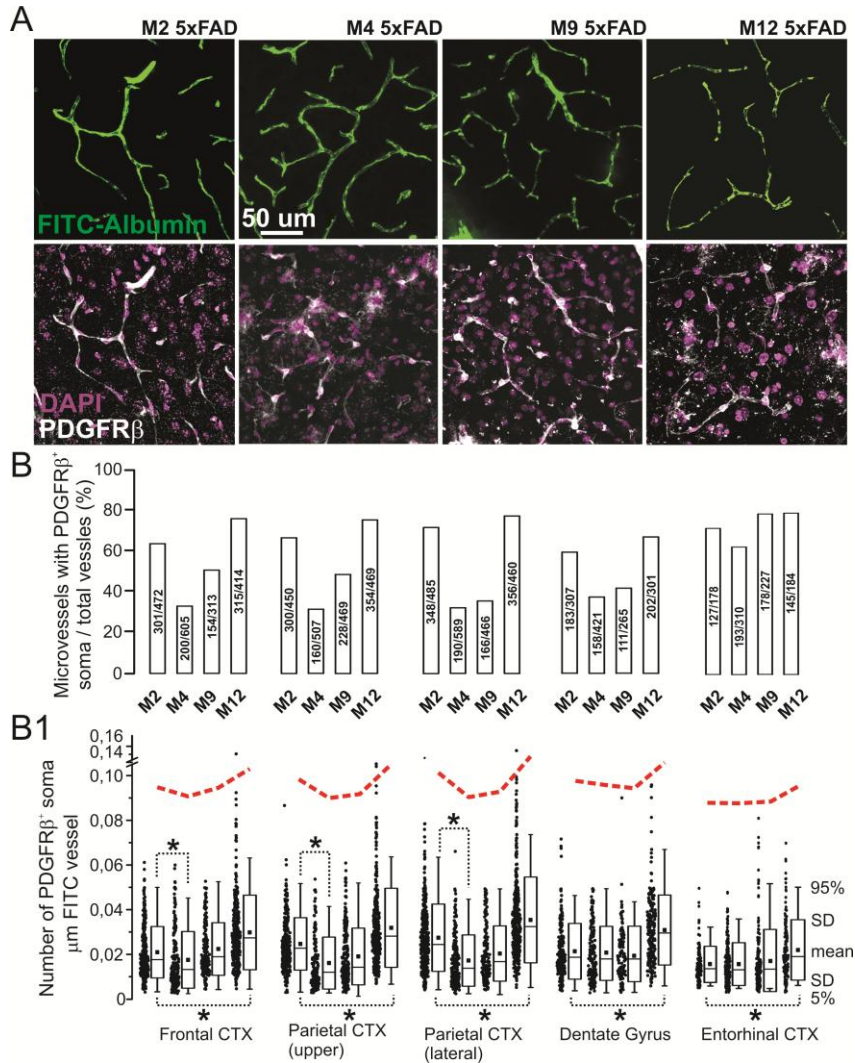 A
M2 5xFAD
M4 5xFAD
M9 5xFAD
M12 5xFAD
FITC-Albumin
50 um
DAPI
PDGFRβ
B
Microvessels with PDGFRβ+
soma / total vessles (%)
100
80
60
40
20
0
301/472
200/605
154/313
315/414
300/450
160/507
228/469
354/469
348/485
190/589
166/466
356/460
183/307
158/421
111/265
202/301
127/178
193/310
178/227
145/184
M2
M4
M9
M12
M2
M4
M9
M12
M2
M4
M9
M12
M2
M4
M9
M12
M2
M4
M9
M12
B1
Number of PDGFRβ+ soma
μm FITC vessel
0,16
0,14
0,10
0,08
0,06
0,04
0,02
0
*
*
*
95%
SD
mean
SD
5%
*
*
*
*
*
Frontal CTX
Parietal CTX
(upper)
Parietal CTX
(lateral)
Dentate Gyrus
Entorhinal CTX